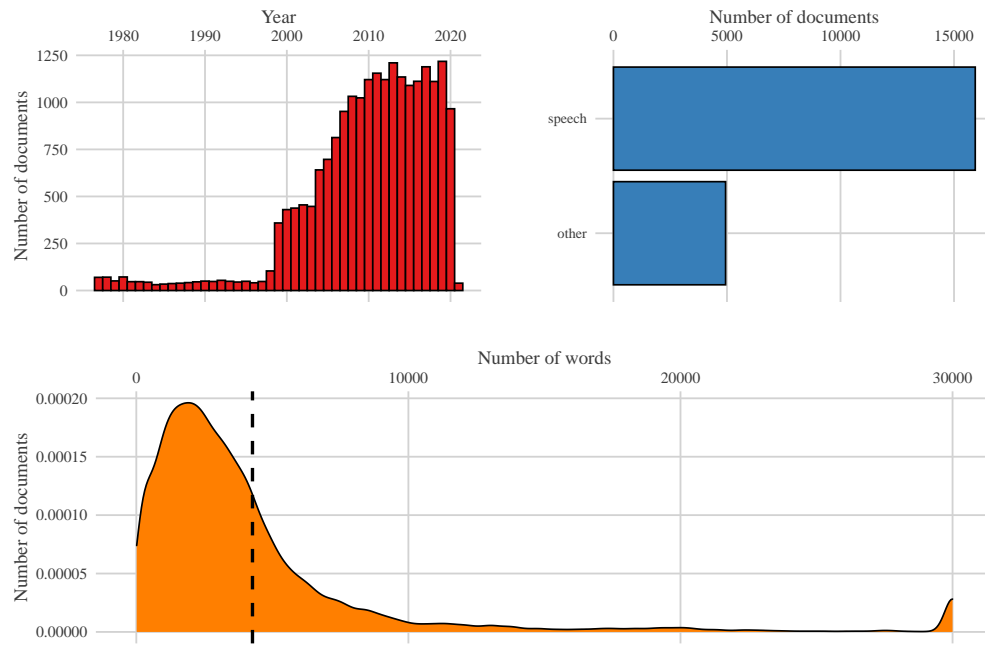 Year
1980 1990 2000 2010 2020
Number of documents
1250
1000
750
500
250
0
Number of documents
0 5000 10000 15000
speech
other
Number of words
0 10000 20000 30000
Number of documents
0.00020
0.00015
0.00010
0.00005
0.00000